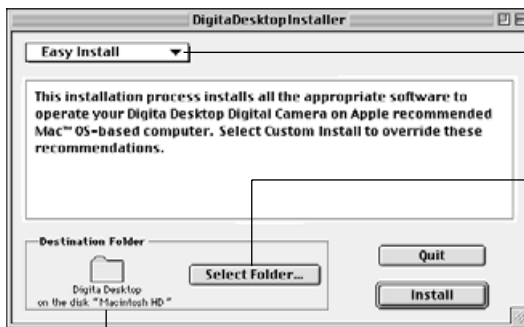 DigitaDesktopInstaller
Easy Install
This installation process installs all the appropriate software to
operate your Digita Desktop Digital Camera on Apple recommended
Mac™ OS-based computer. Select Custom Install to override these
recommendations.
Destination Folder
Digita Desktop
on the disk "Macintosh HD"
Select Folder...
Quit
Install